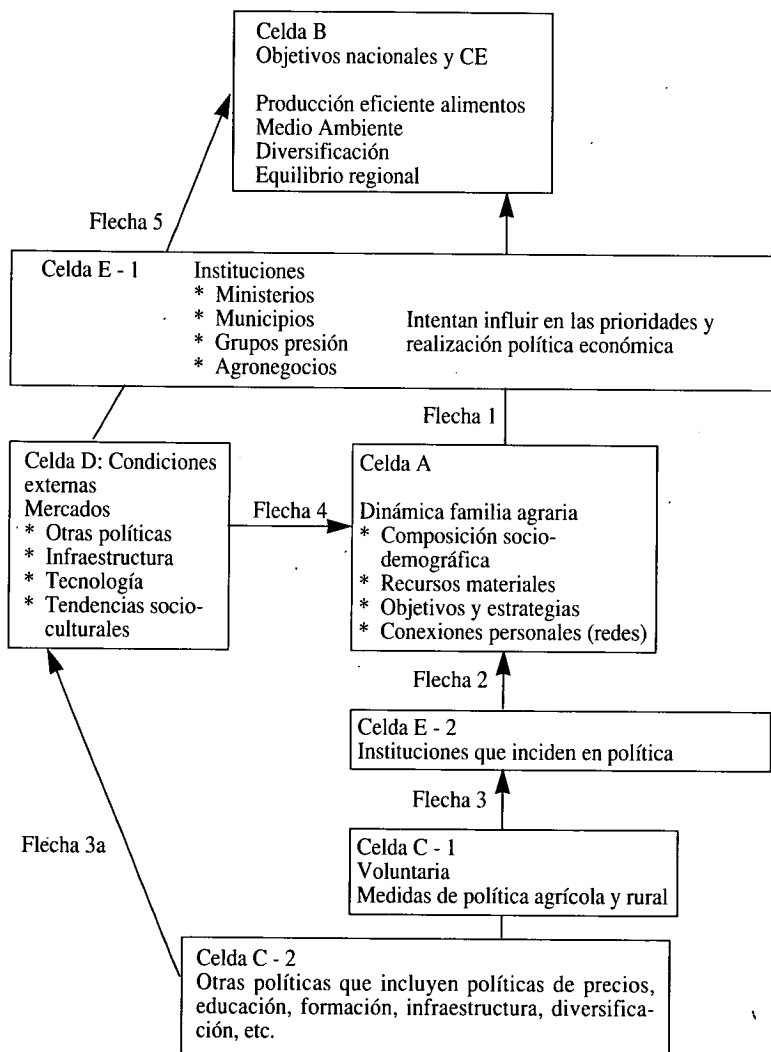 Celda B
Objetivos nacionales y CE
Producción eficiente alimentos
Medio Ambiente
Diversificación
Equilibrio regional
Flecha 5
Celda E - 1
Instituciones
* Ministerios
* Municipios
* Grupos presión
* Agronegocios
Intentan influir en las prioridades y
realización política económica
Flecha 1
Celda D: Condiciones
externas
Mercados
* Otras políticas
* Infraestructura
* Tecnología
* Tendencias socio-
culturales
Flecha 4
Celda A
Dinámica familia agraria
* Composición socio-
demográfica
* Recursos materiales
* Objetivos y estrategias
* Conexiones personales (redes)
Flecha 2
Celda E - 2
Instituciones que inciden en política
Flecha 3
Flecha 3a
Celda C - 1
Voluntaria
Medidas de política agrícola y rural
Celda C - 2
Otras políticas que incluyen políticas de precios,
educación, formación, infraestructura, diversifica-
ción, etc.